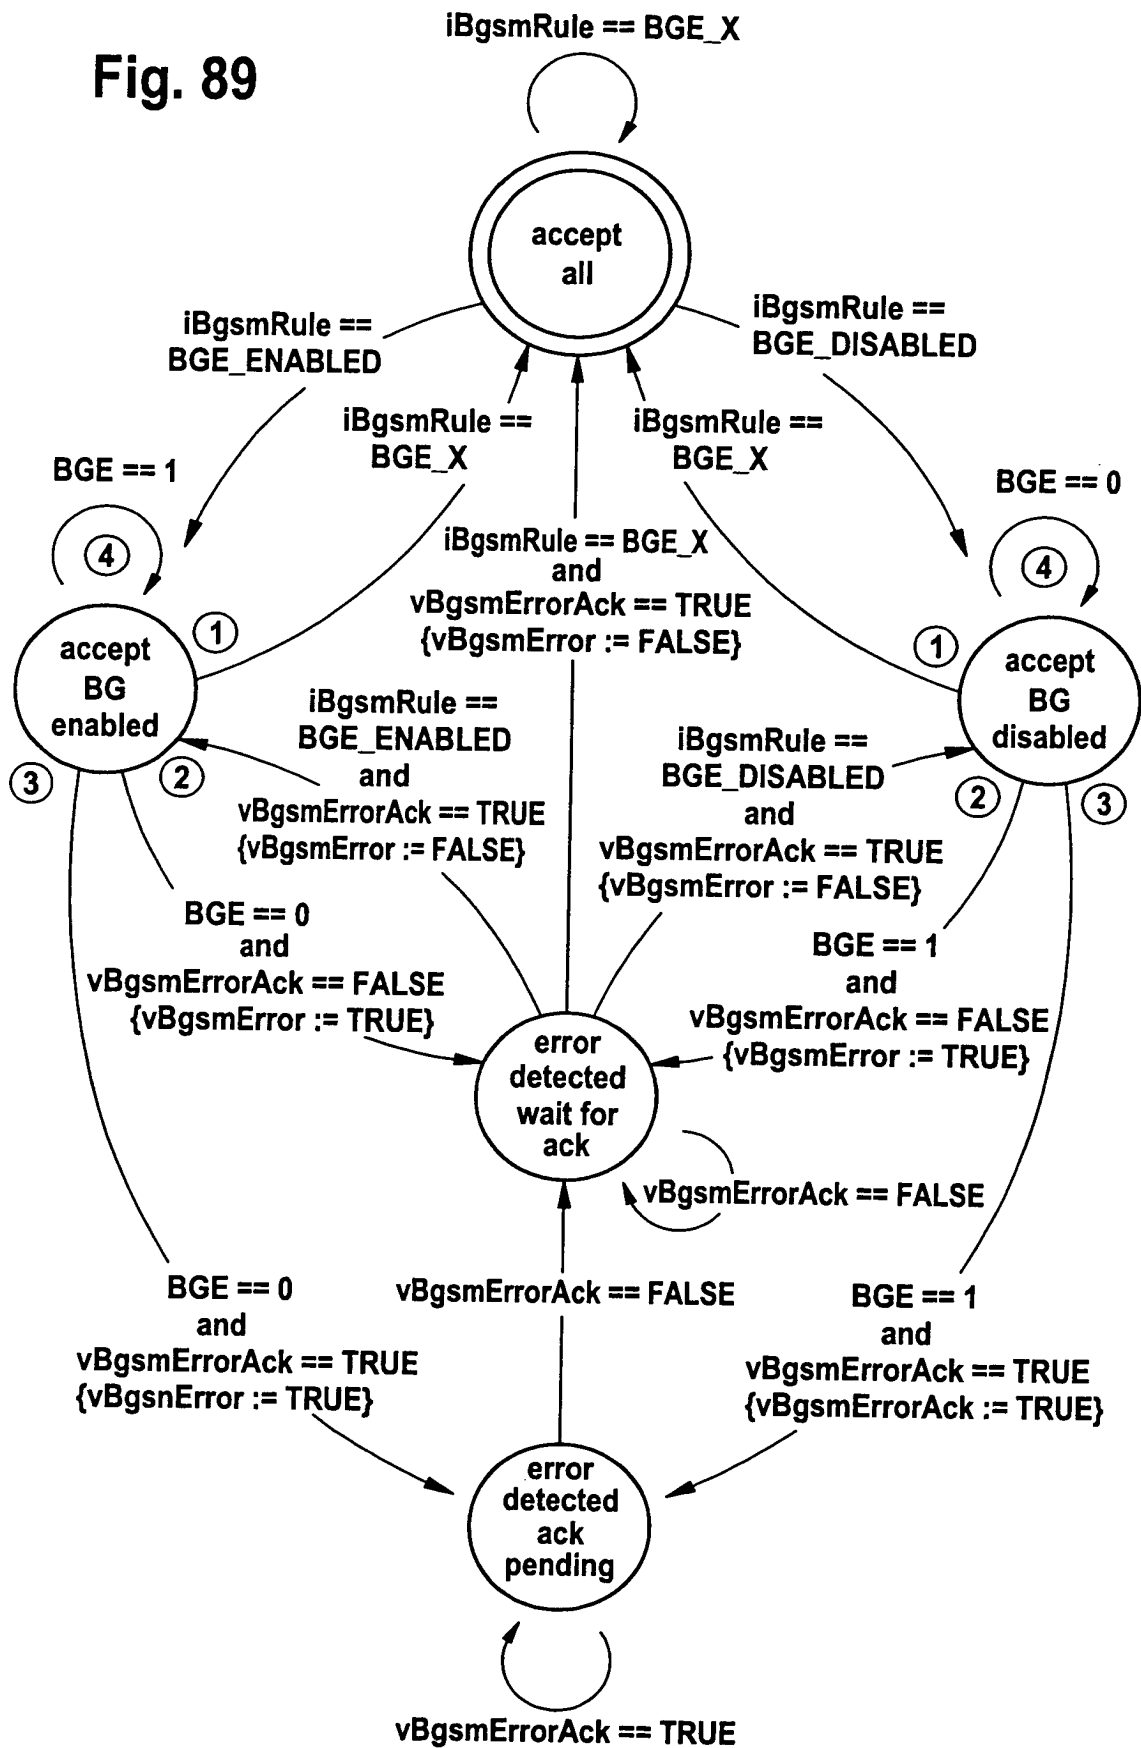 iBgsmRule == BGE_X
Fig. 89
accept
all
iBgsmRule ==
BGE_ENABLED
iBgsmRule ==
BGE_DISABLED
iBgsmRule ==
BGE_X
iBgsmRule ==
BGE_X
BGE == 1
4
BGE == 0
4
iBgsmRule == BGE_X
and
vBgsmErrorAck == TRUE
{vBgsmError := FALSE}
1
accept
BG
enabled
3
2
1
accept
BG
disabled
2
3
iBgsmRule ==
BGE_ENABLED
and
vBgsmErrorAck == TRUE
{vBgsmError := FALSE}
iBgsmRule ==
BGE_DISABLED
and
vBgsmErrorAck == TRUE
{vBgsmError := FALSE}
BGE == 0
and
vBgsmErrorAck == FALSE
{vBgsmError := TRUE}
BGE == 1
and
vBgsmErrorAck == FALSE
{vBgsmError := TRUE}
error
detected
wait for
ack
vBgsmErrorAck == FALSE
vBgsmErrorAck == FALSE
BGE == 0
and
vBgsmErrorAck == TRUE
{vBgsnError := TRUE}
BGE == 1
and
vBgsmErrorAck == TRUE
{vBgsmErrorAck := TRUE}
error
detected
ack
pending
vBgsmErrorAck == TRUE